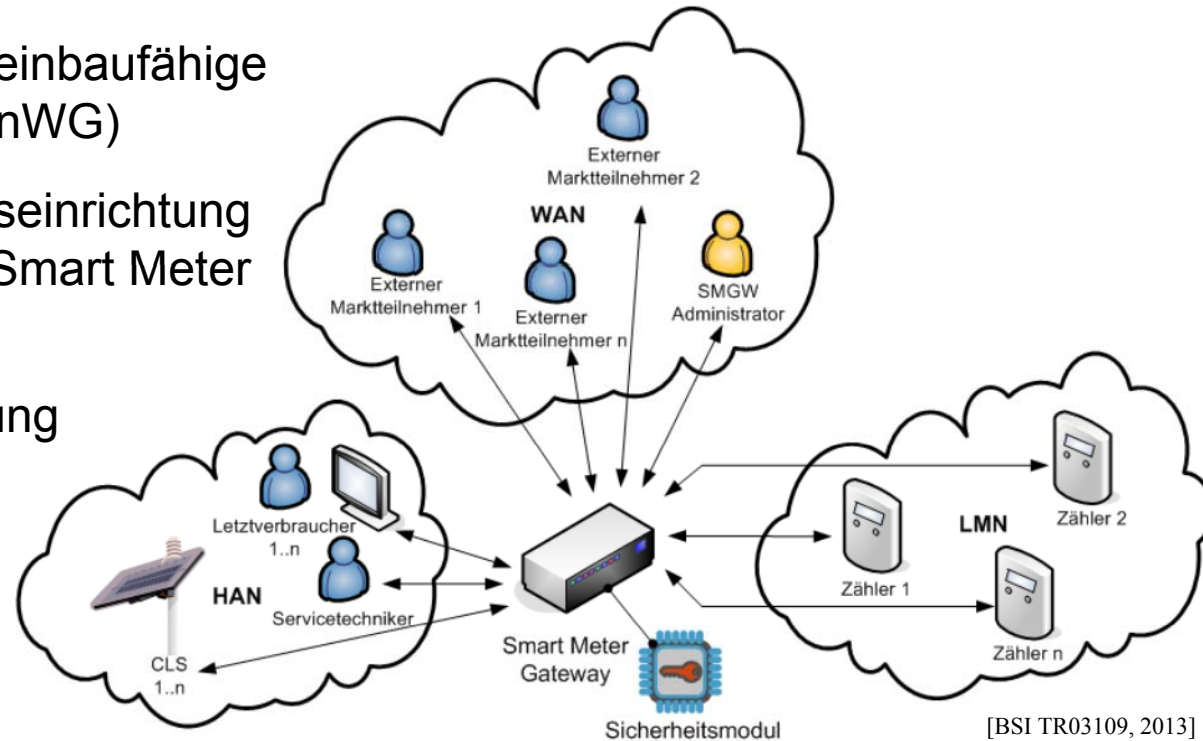 einbaufähige
nWG)
seinrichtung
Smart Meter
ung
Externer
Marktteilnehmer 2
WAN
Externer
Marktteilnehmer 1
Externer
Marktteilnehmer n
SMGW
Administrator
Letztverbraucher
1..n
HAN
Servicetechniker
CLS
1..n
Smart Meter
Gateway
Sicherheitsmodul
LMN
Zähler 2
Zähler 1
Zähler n
[BSI TR03109, 2013]